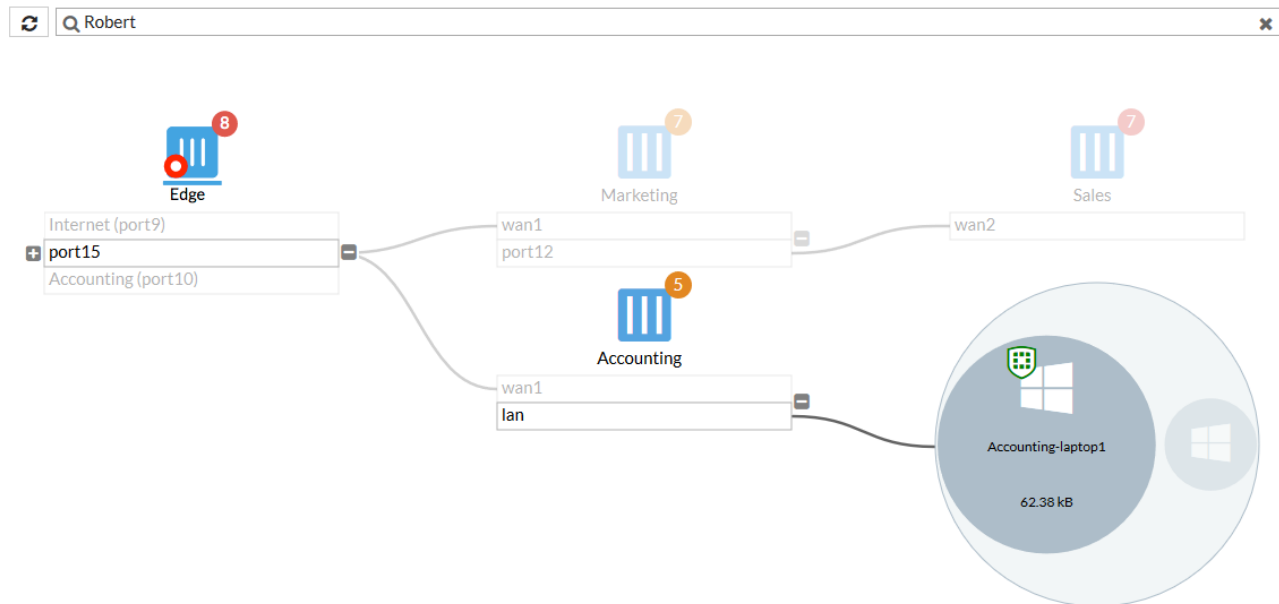 Robert
8
Edge
Internet (port9)
port15
Accounting (port10)
7
Marketing
wan1
port12
7
Sales
wan2
5
Accounting
wan1
lan
Accounting-laptop1
62.38 kB